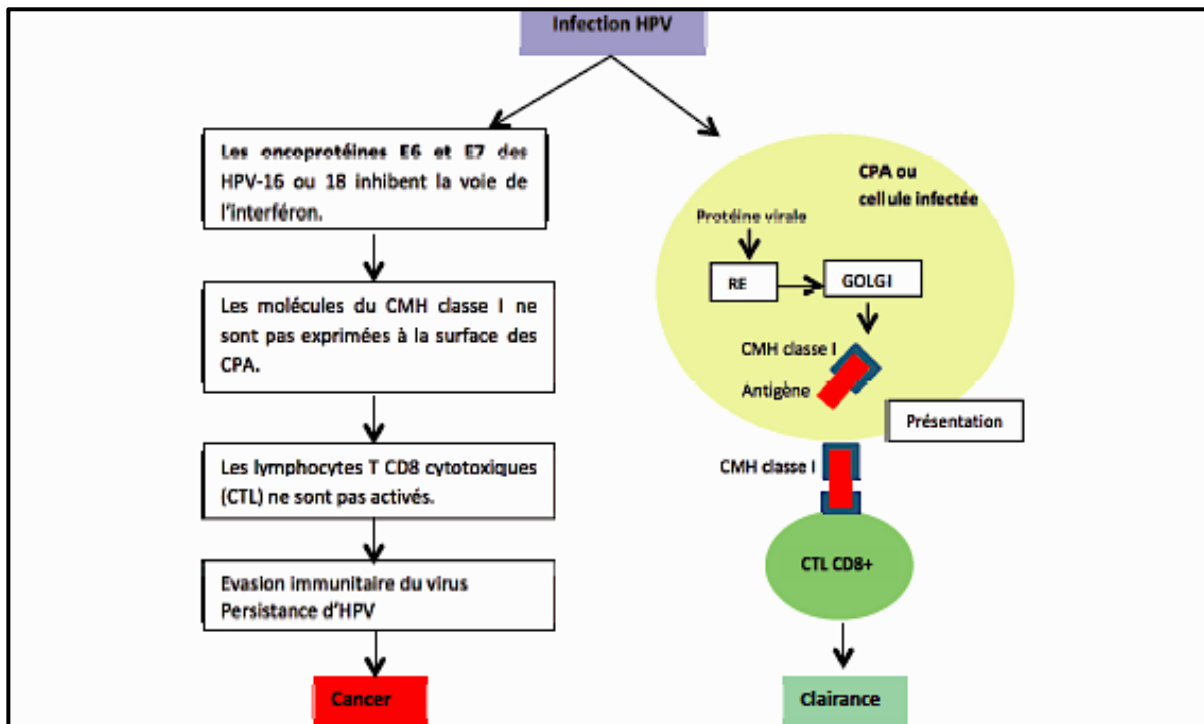 Infection HPV
Les oncoprotéines E6 et E7 des
HPV-16 ou 18 inhibent la voie de
l'interféron.
Les molécules du CMH classe I ne
sont pas exprimées à la surface des
CPA.
Les lymphocytes T CD8 cytotoxiques
(CTL) ne sont pas activés.
Evasion immunitaire du virus
Persistance d'HPV
Cancer
CPA ou
cellule infectée
Protéine virale
RE
GOLGI
CMH classe I
Antigène
Présentation
CMH classe I
CTL CD8+
Clairance